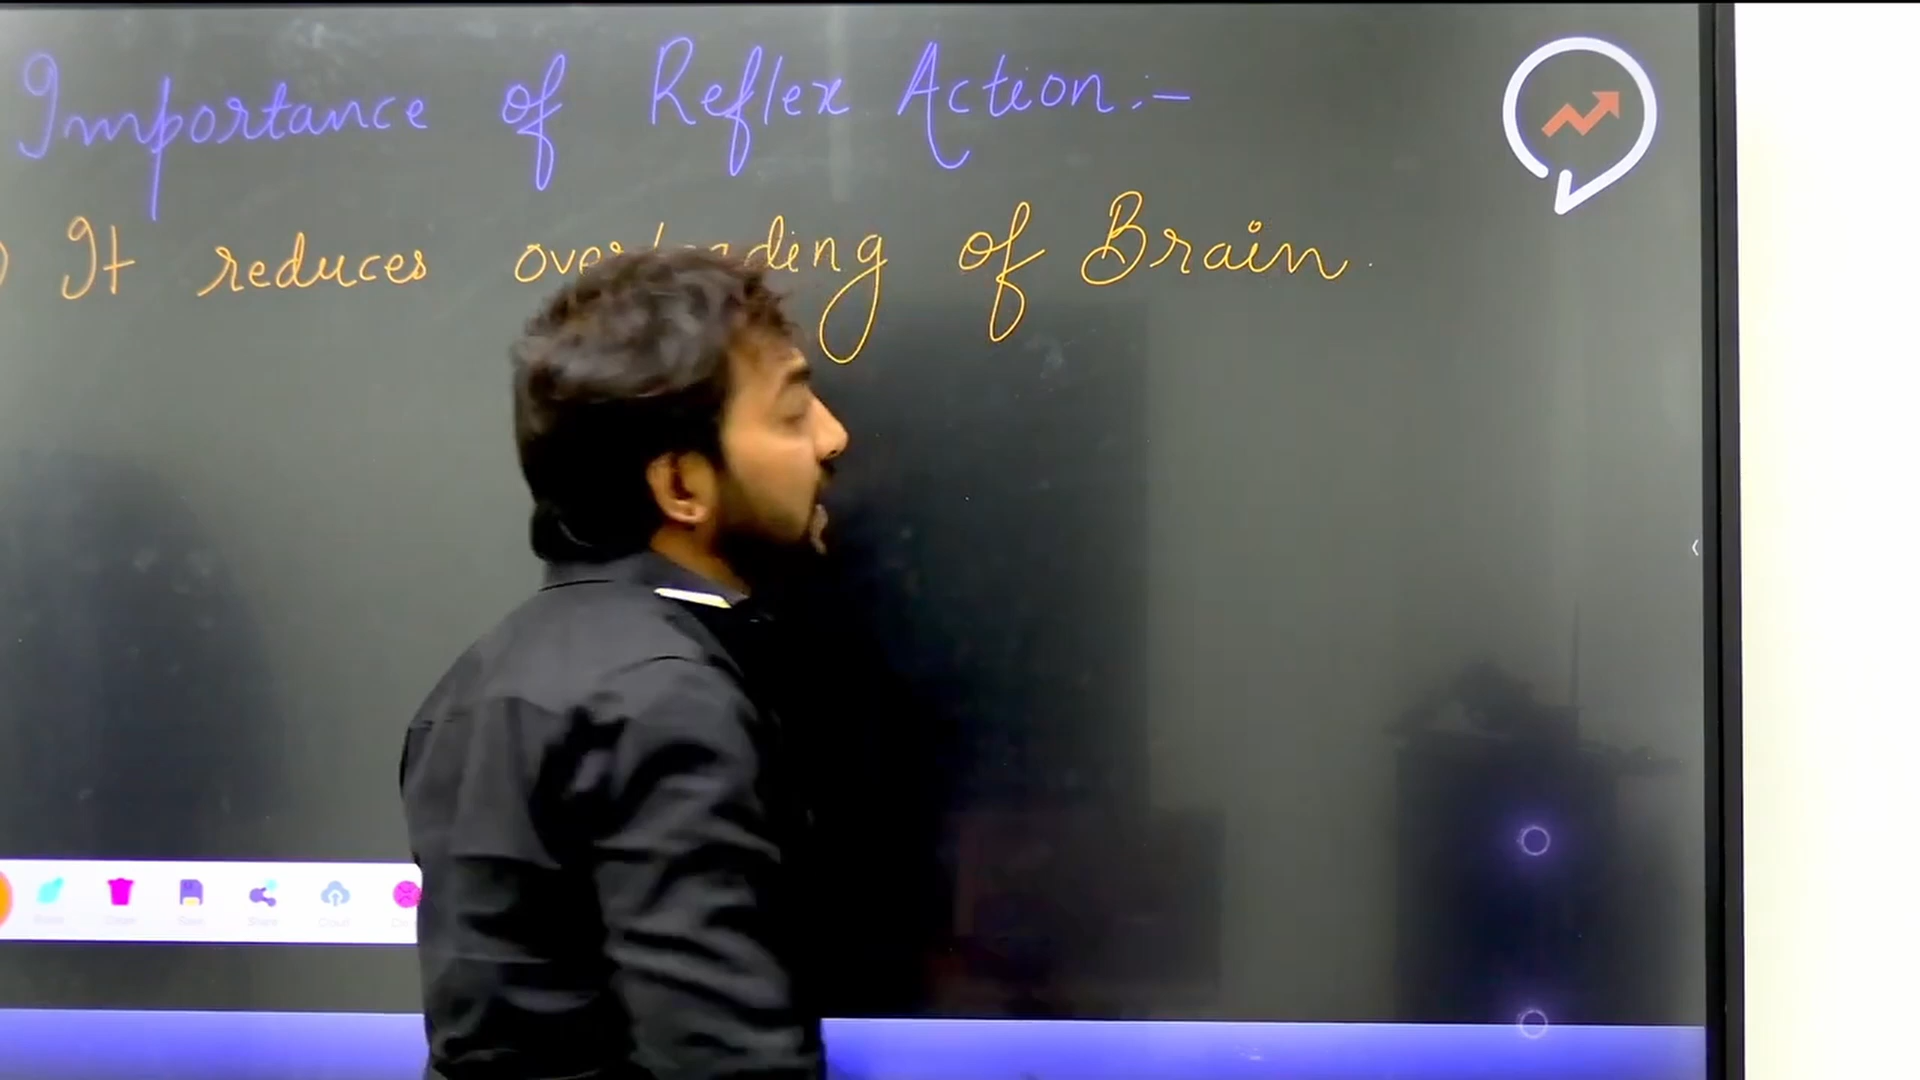 Importance of Reflex Action :-
) It reduces of Brain.